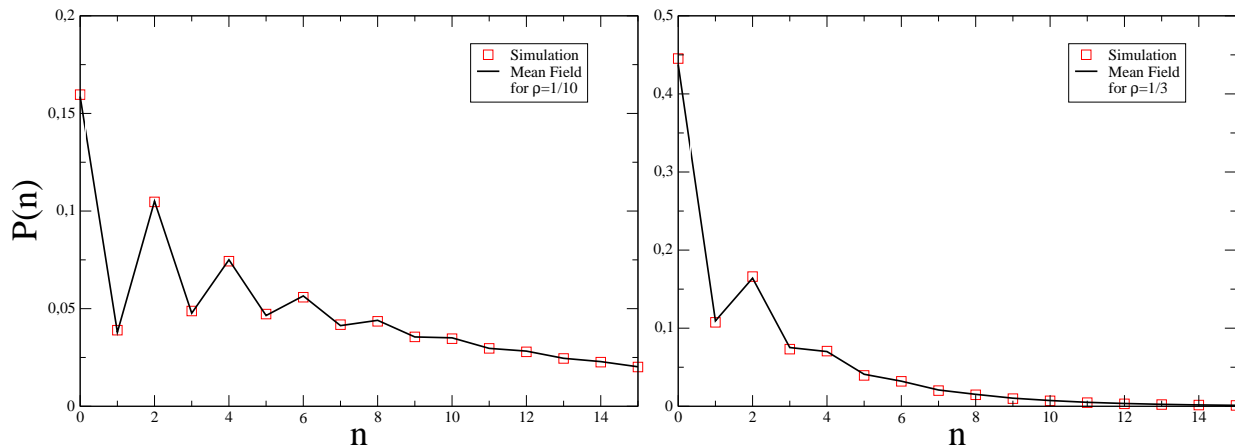 0,2
0,15
0,1
0,05
0
P(n)
0 2 4 6 8 10 12 14
n
Simulation
Mean Field
for ρ=1/10
0,5
0,4
0,3
0,2
0,1
0
0 2 4 6 8 10 12 14
n
Simulation
Mean Field
for ρ=1/3